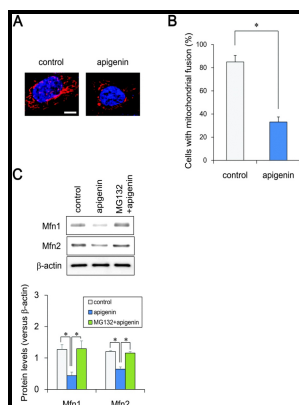 A
control apigenin
B
Cells with mitochondrial fusion (%)
100
80
60
40
20
0
*
control apigenin
C
control
apigenin
MG132
+apigenin
Mfn1
Mfn2
β-actin
Protein levels (versus β-actin)
3
2
1
0
control
apigenin
MG132+apigenin
* * * *
Mfn1 Mfn2